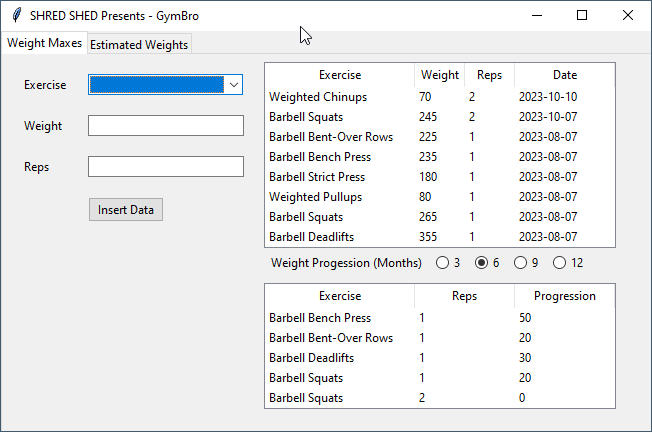 SHRED SHED Presents - GymBro
Weight Maxes Estimated Weights
Exercise
Weight
Reps
Insert Data
Exercise Weight Reps Date
Weighted Chinups 70 2 2023-10-10
Barbell Squats 245 2 2023-10-07
Barbell Bent-Over Rows 225 1 2023-08-07
Barbell Bench Press 235 1 2023-08-07
Barbell Strict Press 180 1 2023-08-07
Weighted Pullups 80 1 2023-08-07
Barbell Squats 265 1 2023-08-07
Barbell Deadlifts 355 1 2023-08-07
Weight Progession (Months) 3 6 9 12
Exercise Reps Progression
Barbell Bench Press 1 50
Barbell Bent-Over Rows 1 20
Barbell Deadlifts 1 30
Barbell Squats 1 20
Barbell Squats 2 0